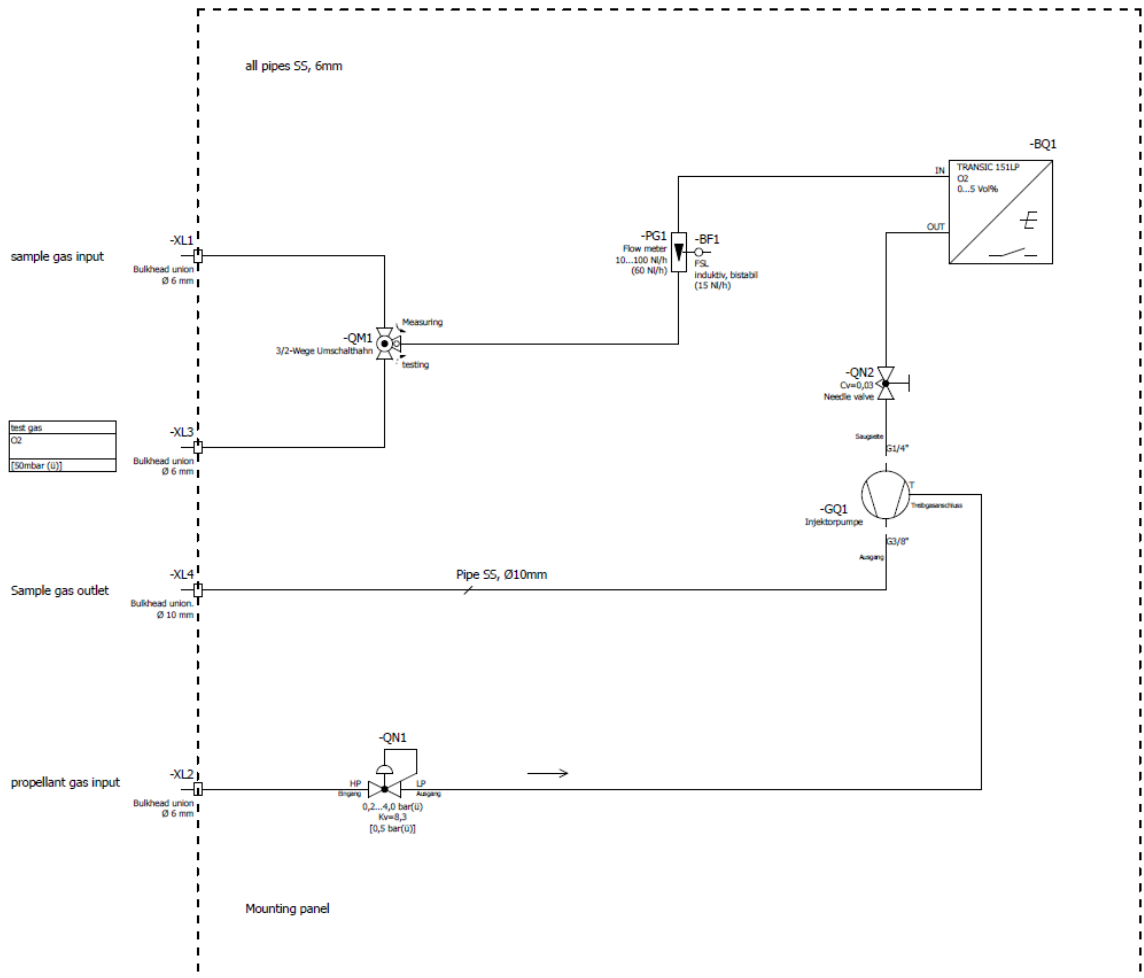 all pipes SS, 6mm
-BQ1
TRANSIC 151LP
O2
0...5 Vol%
IN
OUT
-XL1
sample gas input
Bulkhead union
Ø 6 mm
-PG1
Flow meter
10...100 Nl/h
(60 Nl/h)
-BF1
FSL
induktiv, bistabil
(15 Nl/h)
Measuring
-QM1
3/2-Wege Umschalthahn
testing
-QN2
Cv=0,03
Needle valve
test gas
O2
[50mbar (ü)]
-XL3
Bulkhead union
Ø 6 mm
Saugseite
G1/4"
T
Treibgasanschluss
-GQ1
Injektorpumpe
G3/8"
Ausgang
-XL4
Sample gas outlet
Bulkhead union.
Ø 10 mm
Pipe SS, Ø10mm
-QN1
-XL2
propellant gas input
Bulkhead union
Ø 6 mm
HP
Eingang
LP
Ausgang
0,2...4,0 bar(ü)
Kv=8,3
[0,5 bar(ü)]
Mounting panel